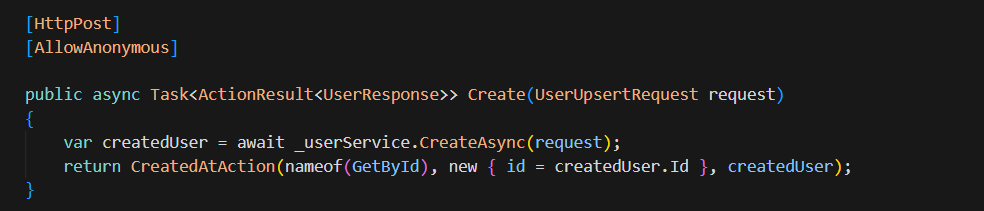 [HttpPost]
[AllowAnonymous]
public async Task<ActionResult<UserResponse>> Create(UserUpsertRequest request)
{
var createdUser = await _userService.CreateAsync(request);
return CreatedAtAction(nameof(GetById), new { id = createdUser.Id }, createdUser);
}